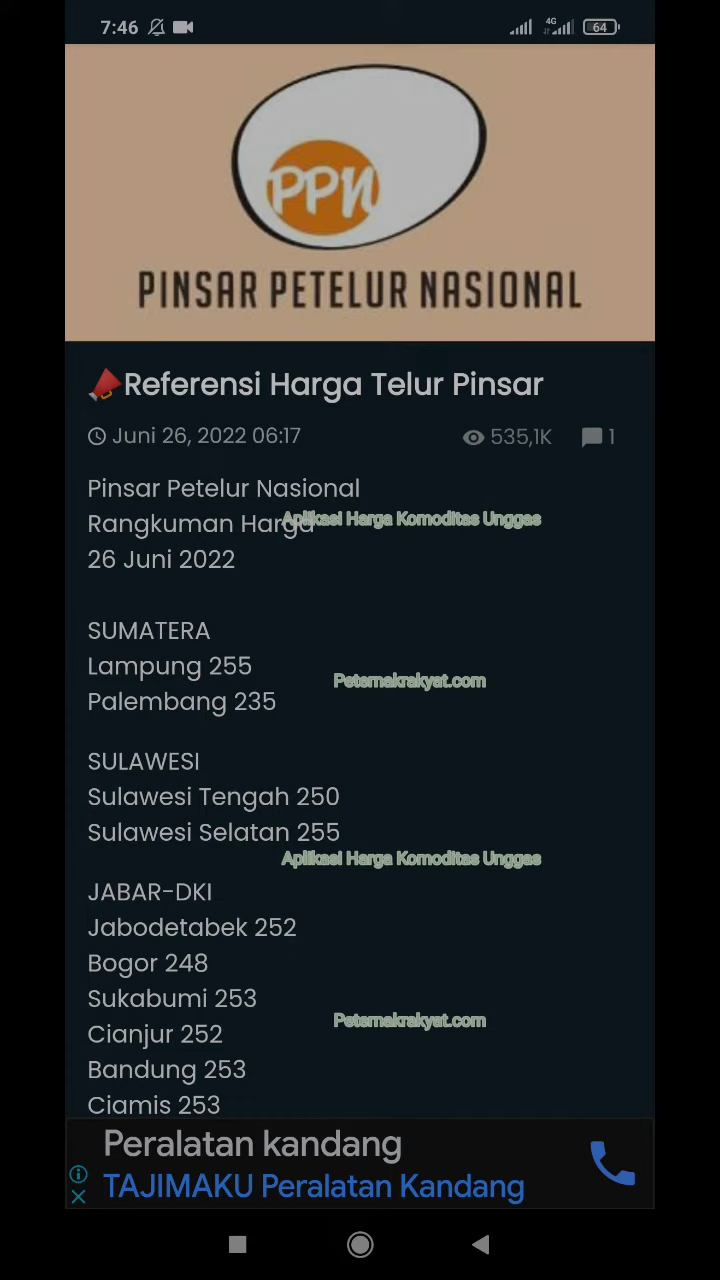 7:46
4G
64
PPN
PINSAR PETELUR NASIONAL
Referensi Harga Telur Pinsar
Juni 26, 2022 06:17
535,1K
1
Pinsar Petelur Nasional
Rangkuman Harga
Aplikasi Harga Komoditas Unggas
26 Juni 2022
SUMATERA
Lampung 255
Peternakrakyat.com
Palembang 235
SULAWESI
Sulawesi Tengah 250
Sulawesi Selatan 255
Aplikasi Harga Komoditas Unggas
JABAR-DKI
Jabodetabek 252
Bogor 248
Sukabumi 253
Peternakrakyat.com
Cianjur 252
Bandung 253
Ciamis 253
Peralatan kandang
TAJIMAKU Peralatan Kandang